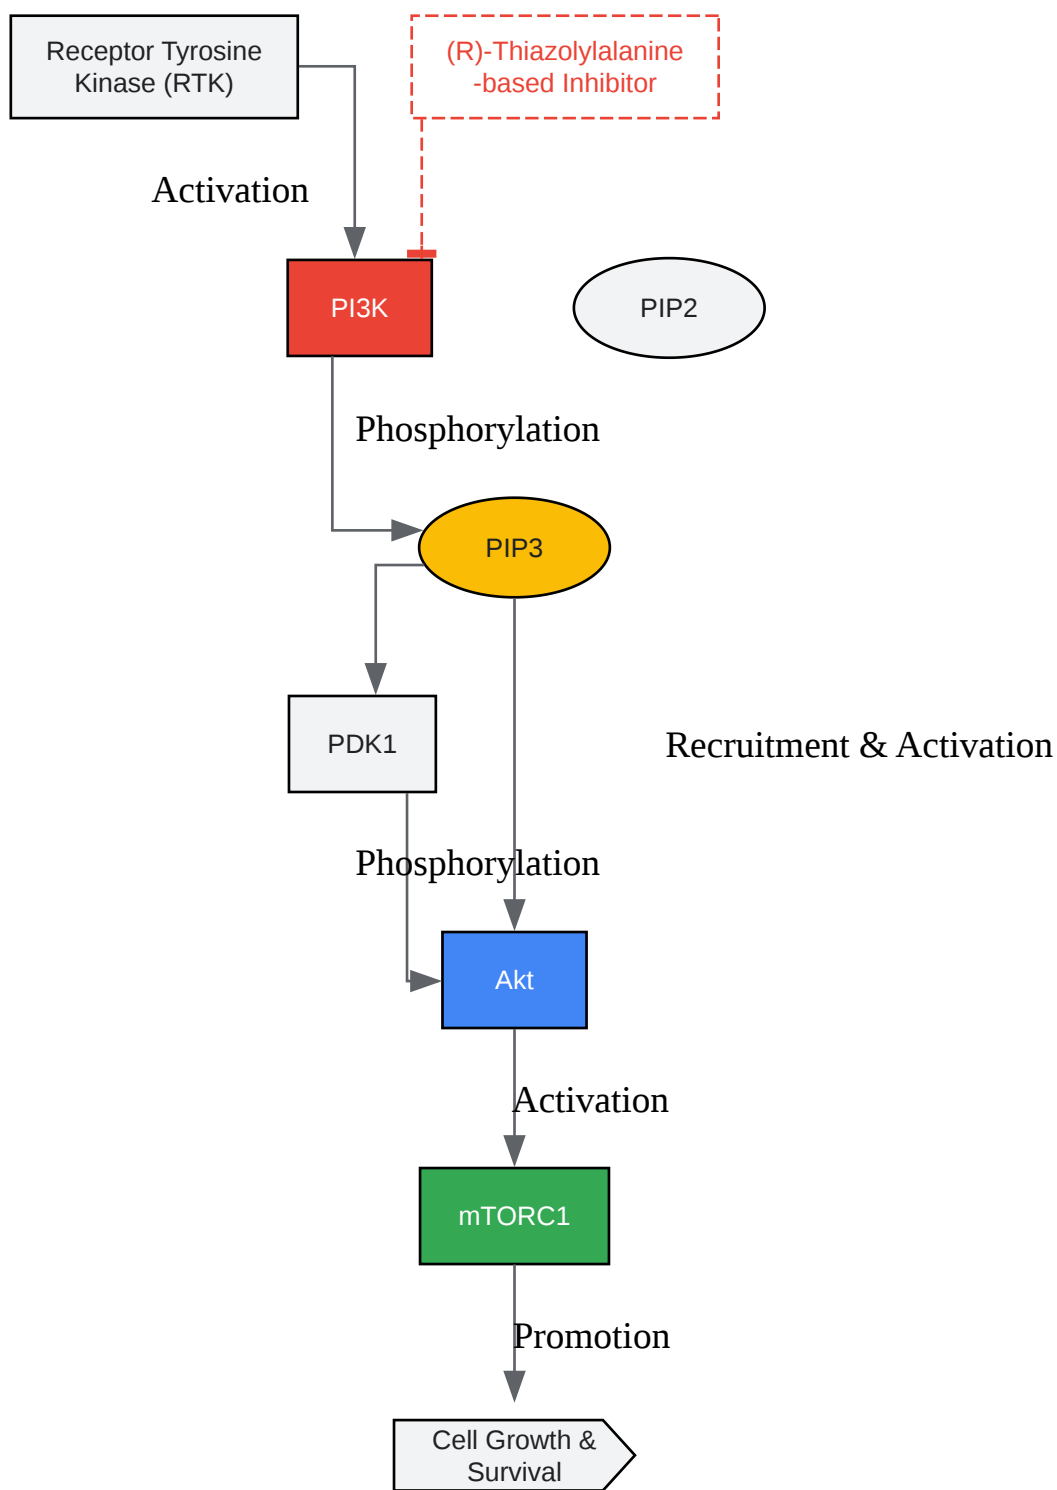 Receptor Tyrosine
Kinase (RTK)
(R)-Thiazolylalanine
-based Inhibitor
Activation
PI3K
PIP2
Phosphorylation
PIP3
PDK1
Recruitment & Activation
Phosphorylation
Akt
Activation
mTORC1
Promotion
Cell Growth &
Survival